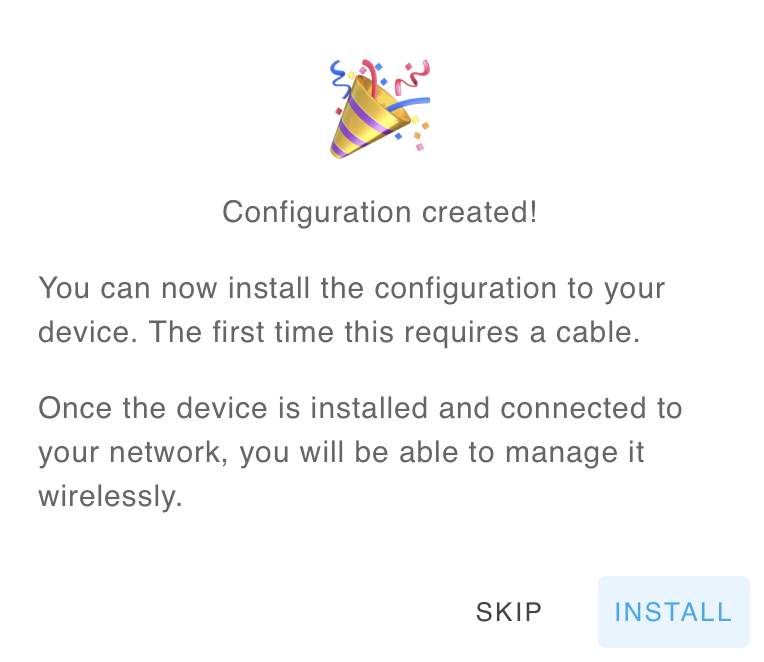 Configuration created!
You can now install the configuration to your
device. The first time this requires a cable.
Once the device is installed and connected to
your network, you will be able to manage it
wirelessly.
SKIP
INSTALL